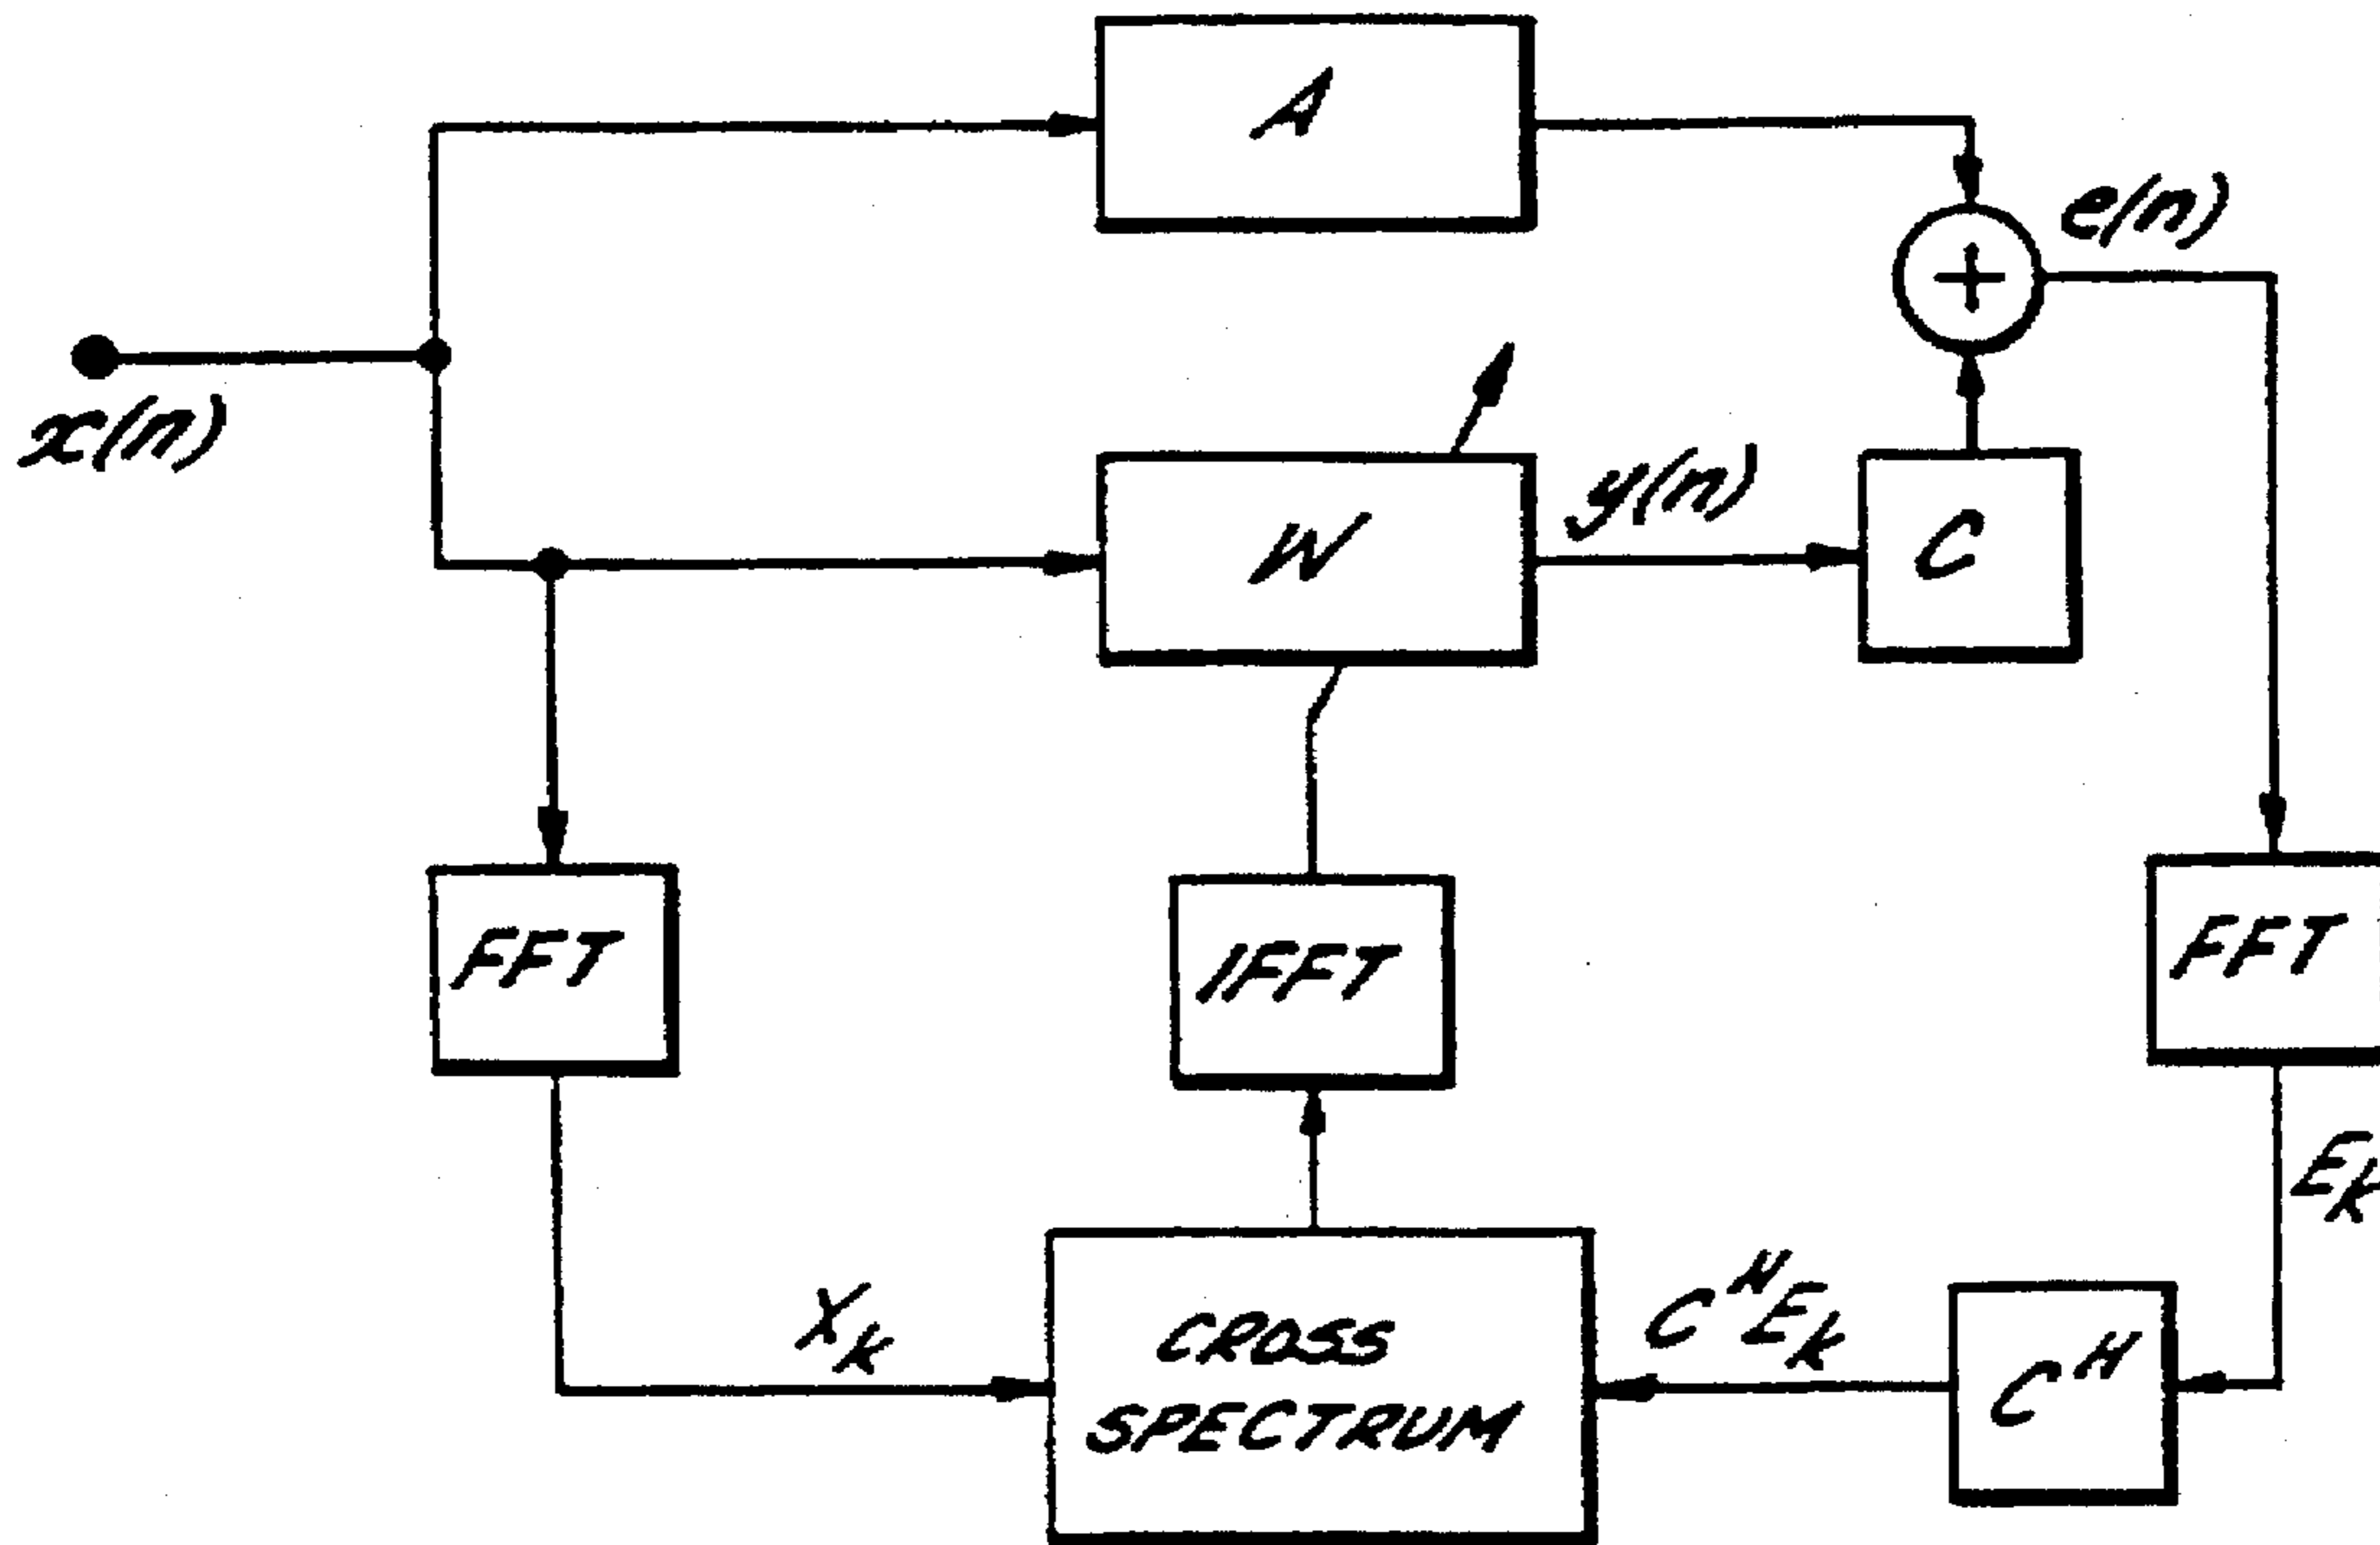 A
e(n)
x(n)
W
y(n)
C
+
FFT
IFFT
FFT
E_k
X_k
CROSS
SPECTRUM
C^H E_k
C^H